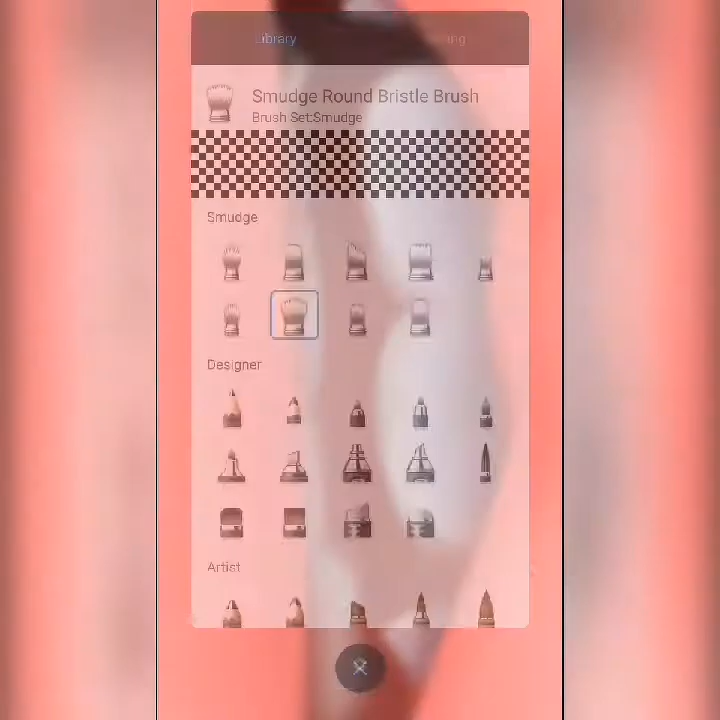 Library
Smudge Round Bristle Brush
Brush Set:Smudge
Smudge
Designer
Artist